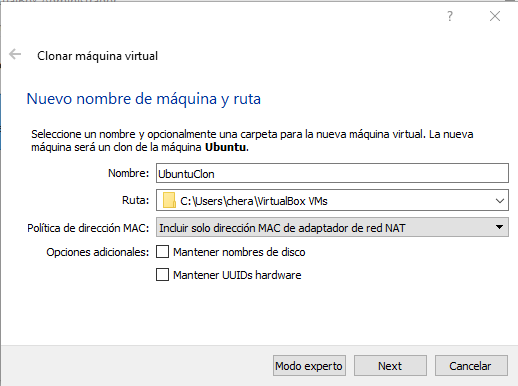 Clonar máquina virtual
Nuevo nombre de máquina y ruta
Seleccione un nombre y opcionalmente una carpeta para la nueva máquina virtual. La nueva
máquina será un clon de la máquina Ubuntu.
Nombre: UbuntuClon
Ruta: C:\Users\chera\VirtualBox VMs
Política de dirección MAC: Incluir solo dirección MAC de adaptador de red NAT
Opciones adicionales: Mantener nombres de disco
Mantener UUIDs hardware
Modo experto Next Cancelar